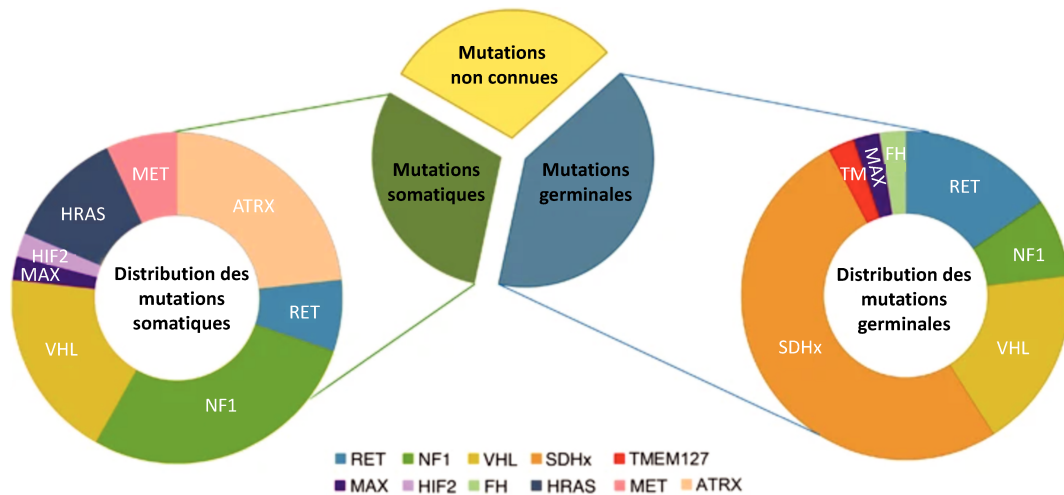 Mutations
non connues
Mutations
somatiques
Mutations
germinales
MET
ATRX
HRAS
HIF2
MAX
RET
VHL
NF1
Distribution des
mutations
somatiques
TM
MAX
FH
RET
NF1
VHL
SDHx
Distribution des
mutations
germinales
RET NF1 VHL SDHx TMEM127
MAX HIF2 FH HRAS MET ATRX